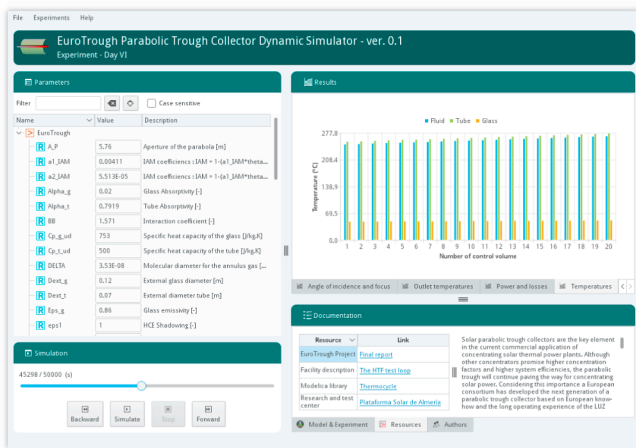 File Experiments Help
EuroTrough Parabolic Trough Collector Dynamic Simulator - ver. 0.1
Experiment - Day VI
Parameters
Filter Case sensitive
Name Value Description
EuroTrough
R A_P 5.76 Aperture of the parabola [m]
R a1_IAM 0.00411 IAM coefficiencs : IAM = 1-(a1_IAM*theta...
R a2_IAM 5.513E-05 IAM coefficiencs : IAM = 1-(a1_IAM*theta...
R Alpha_g 0.02 Glass Absorptivity [-]
R Alpha_t 0.7919 Tube Absorptivity [-]
R BB 1.571 Interaction coefficient [-]
R Cp_g_ud 753 Specific heat capacity of the glass [J/kg.K]
R Cp_t_ud 500 Specific heat capacity of the tube [J/kg.K]
R DELTA 3.53E-08 Molecular diameter for the annulus gas [...
R Dext_g 0.12 External glass diameter [m]
R Dext_t 0.07 External diameter tube [m]
R Eps_g 0.86 Glass emissivity [-]
R eps1 1 HCE Shadowing [-]
Simulation
45298 / 50000 (s)
Backward Simulate Stop Forward
Results
Fluid Tube Glass
Temperature (°C)
277.8
208.4
138.9
69.5
0.0
1 2 3 4 5 6 7 8 9 10 11 12 13 14 15 16 17 18 19 20
Number of control volume
Angle of incidence and focus Outlet temperatures Power and losses Temperatures
Documentation
Resource Link
EuroTrough Project Final report
Facility description The HTF test loop
Modelica library Thermocycle
Research and test
center Plataforma Solar de Almería
Solar parabolic trough collectors are the key element
in the current commercial application of
concentrating solar thermal power plants. Although
other concentrators promise higher concentration
factors and higher system efficiencies, the parabolic
trough will continue paving the way for concentrating
solar power. Considering this importance a European
consortium has developed the next generation of a
parabolic trough collector based on European know-
how and the long operating experience of the LUZ
Model & Experiment Resources Authors